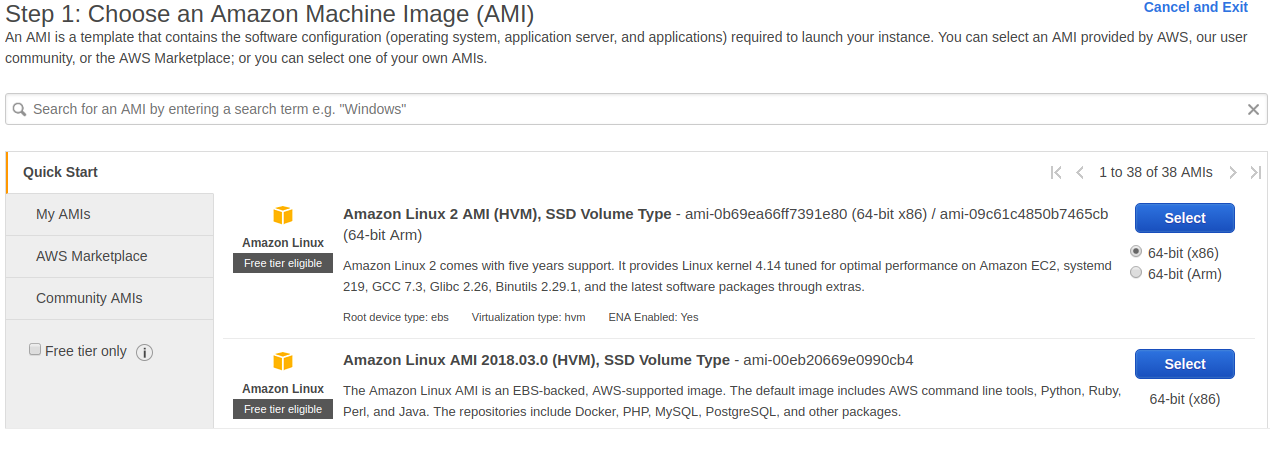 Step 1: Choose an Amazon Machine Image (AMI)
Cancel and Exit
An AMI is a template that contains the software configuration (operating system, application server, and applications) required to launch your instance. You can select an AMI provided by AWS, our user
community, or the AWS Marketplace; or you can select one of your own AMIs.
Search for an AMI by entering a search term e.g. "Windows"
Quick Start
1 to 38 of 38 AMIs
My AMIs
AWS Marketplace
Community AMIs
Free tier only
Amazon Linux
Free tier eligible
Amazon Linux 2 AMI (HVM), SSD Volume Type - ami-0b69ea66ff7391e80 (64-bit x86) / ami-09c61c4850b7465cb
(64-bit Arm)
Amazon Linux 2 comes with five years support. It provides Linux kernel 4.14 tuned for optimal performance on Amazon EC2, systemd
219, GCC 7.3, Glibc 2.26, Binutils 2.29.1, and the latest software packages through extras.
Root device type: ebs Virtualization type: hvm ENA Enabled: Yes
Select
64-bit (x86)
64-bit (Arm)
Amazon Linux
Free tier eligible
Amazon Linux AMI 2018.03.0 (HVM), SSD Volume Type - ami-00eb20669e0990cb4
The Amazon Linux AMI is an EBS-backed, AWS-supported image. The default image includes AWS command line tools, Python, Ruby,
Perl, and Java. The repositories include Docker, PHP, MySQL, PostgreSQL, and other packages.
Select
64-bit (x86)